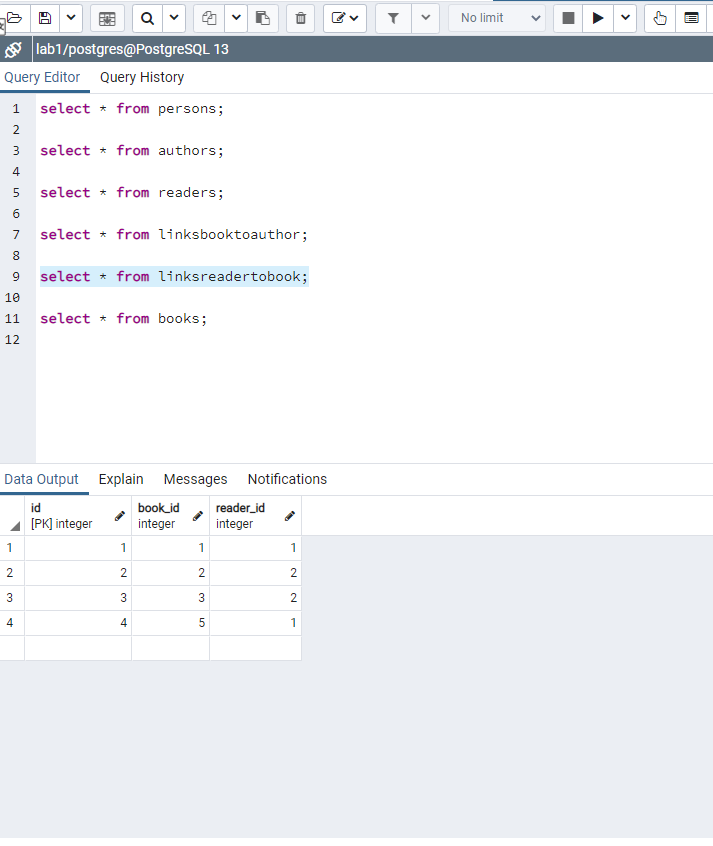 No limit
lab1/postgres@PostgreSQL 13
Query Editor Query History
1 select * from persons;
2
3 select * from authors;
4
5 select * from readers;
6
7 select * from linksbooktoauthor;
8
9 select * from linksreadertobook;
10
11 select * from books;
12
Data Output Explain Messages Notifications
id book_id reader_id
[PK] integer integer integer
1 1 1 1
2 2 2 2
3 3 3 2
4 4 5 1